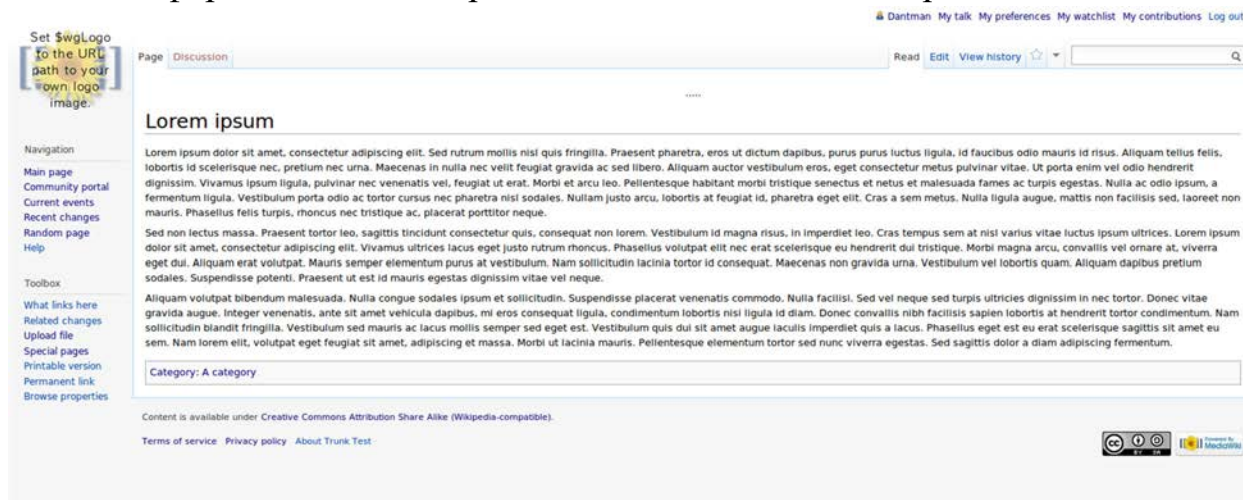 Dantman My talk My preferences My watchlist My contributions Log out
Set $wgLogo
to the URL
path to your
own logo
image.
Page Discussion
Read Edit View history
Lorem ipsum
Navigation
Main page
Community portal
Current events
Recent changes
Random page
Help
Toolbox
What links here
Related changes
Upload file
Special pages
Printable version
Permanent link
Browse properties
Lorem ipsum dolor sit amet, consectetur adipiscing elit. Sed rutrum mollis nisl quis fringilla. Praesent pharetra, eros ut dictum dapibus, purus purus luctus ligula, id faucibus odio mauris id risus. Aliquam tellus felis,
lobortis id scelerisque nec, pretium nec urna. Maecenas in nulla nec velit feugiat gravida ac sed libero. Aliquam auctor vestibulum eros, eget consectetur metus pulvinar vitae. Ut porta enim vel odio hendrerit
dignissim. Vivamus ipsum ligula, pulvinar nec venenatis vel, feugiat ut erat. Morbi et arcu leo. Pellentesque habitant morbi tristique senectus et netus et malesuada fames ac turpis egestas. Nulla ac odio ipsum, a
fermentum ligula. Vestibulum porta odio ac tortor cursus nec pharetra nisl sodales. Nullam justo arcu, lobortis at feugiat id, pharetra eget elit. Cras a sem metus. Nulla ligula augue, mattis non facilisis sed, laoreet non
mauris. Phasellus felis turpis, rhoncus nec tristique ac, placerat porttitor neque.
Sed non lectus massa. Praesent tortor leo, sagittis tincidunt consectetur quis, consequat non lorem. Vestibulum id magna risus, in imperdiet leo. Cras tempus sem at nisl varius vitae luctus ipsum ultrices. Lorem ipsum
dolor sit amet, consectetur adipiscing elit. Vivamus ultrices lacus eget justo rutrum rhoncus. Phasellus volutpat elit nec erat scelerisque eu hendrerit dui tristique. Morbi magna arcu, convallis vel ornare at, viverra
eget dui. Aliquam erat volutpat. Mauris semper elementum purus at vestibulum. Nam sollicitudin lacinia tortor id consequat. Maecenas non gravida urna. Vestibulum vel lobortis quam. Aliquam dapibus pretium
sodales. Suspendisse potenti. Praesent ut est id mauris egestas dignissim vitae vel neque.
Aliquam volutpat bibendum malesuada. Nulla congue sodales ipsum et sollicitudin. Suspendisse placerat venenatis commodo. Nulla facilisi. Sed vel neque sed turpis ultricies dignissim in nec tortor. Donec vitae
gravida augue. Integer venenatis, ante sit amet vehicula dapibus, mi eros consequat ligula, condimentum lobortis nisi ligula id diam. Donec convallis nibh facilisis sapien lobortis at hendrerit tortor condimentum. Nam
sollicitudin blandit fringilla. Vestibulum sed mauris ac lacus mollis semper sed eget est. Vestibulum quis dui sit amet augue iaculis imperdiet quis a lacus. Phasellus eget est eu erat scelerisque sagittis sit amet eu
sem. Nam lorem elit, volutpat eget feugiat sit amet, adipiscing et massa. Morbi ut lacinia mauris. Pellentesque elementum tortor sed nunc viverra egestas. Sed sagittis dolor a diam adipiscing fermentum.
Category: A category
Content is available under Creative Commons Attribution Share Alike (Wikipedia-compatible).
Terms of service Privacy policy About Trunk Test
cc BY SA
Powered By
MediaWiki